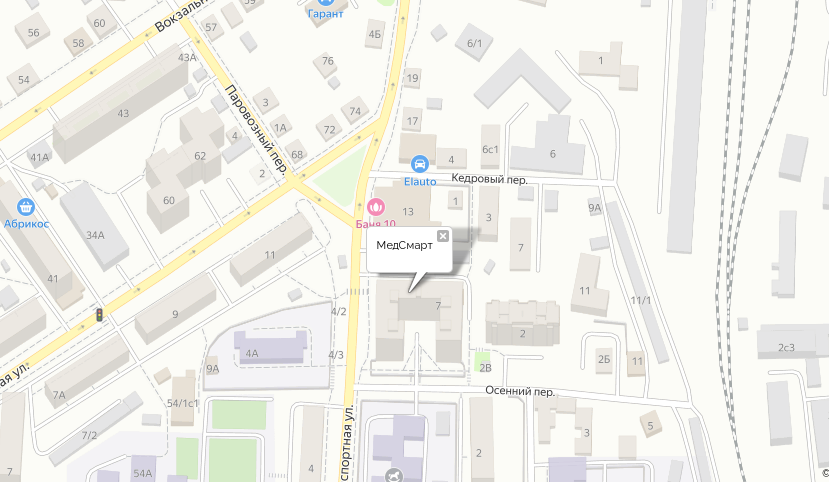 60
57
Вокзальн
56
58
Гарант
4Б
6/1
54
43А
76
1
19
3
43
Паровозный пер.
1А
74
17
72
4
6с1
41А
62
68
4
6
2
Elauto
Кедровый пер.
60
1
9А
Абрикос
13
3
Баня 10
34А
МедСмарт
7
11
41
11
11/1
7
9
4/2
2
4А
4/3
2с3
ая ул.
9А
2Б
11
2В
7А
Осенний пер.
54/1с1
спортная ул.
5
7/2
3
2
4
7
54А
©